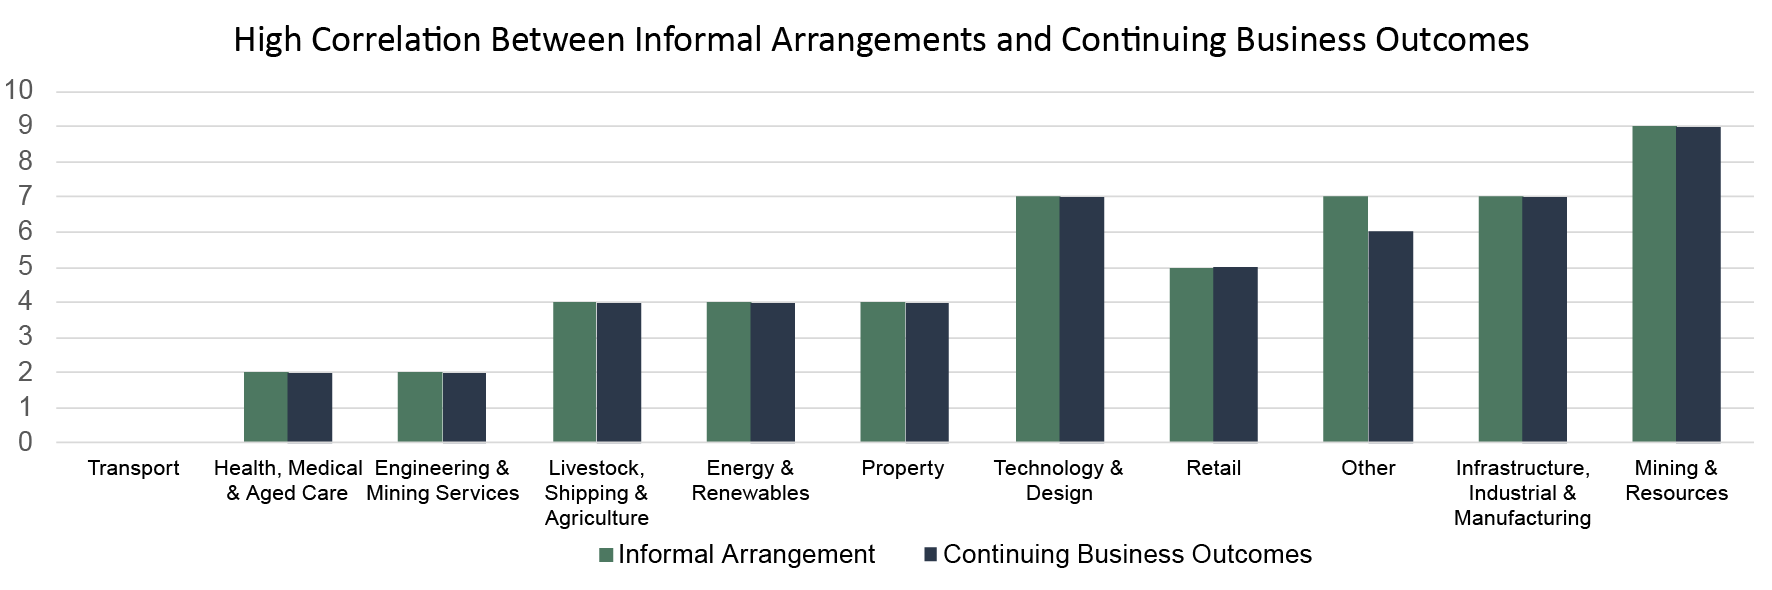 High Correlation Between Informal Arrangements and Continuing Business Outcomes
10
9
8
7
6
5
4
3
2
1
0
Transport
Health, Medical
& Aged Care
Engineering &
Mining Services
Livestock,
Shipping &
Agriculture
Energy &
Renewables
Property
Technology &
Design
Retail
Other
Infrastructure,
Industrial &
Manufacturing
Mining &
Resources
Informal Arrangement
Continuing Business Outcomes